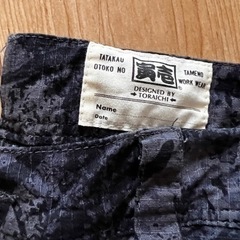 TATAKAU TAMENO
OTOKO NO WORK WEAR
寅壱
DESIGNED BY
TORAICHI
Name
Date